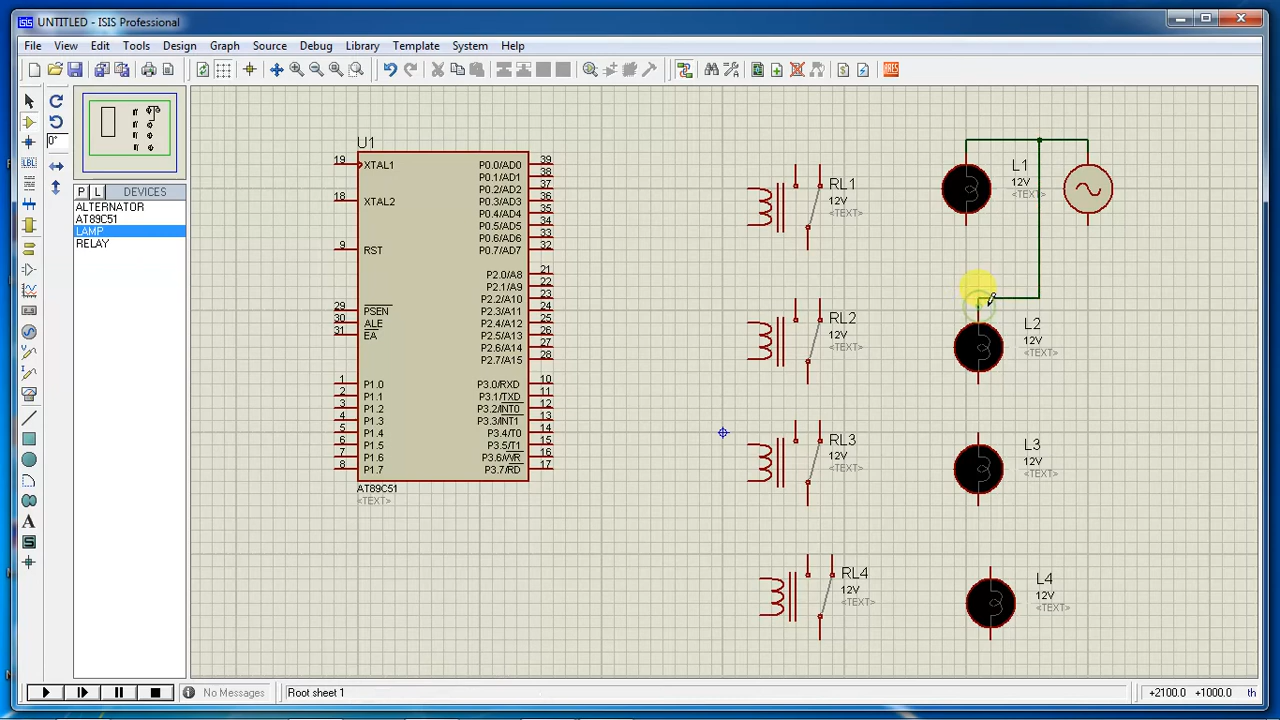 UNTITLED - ISIS Professional
File View Edit Tools Design Graph Source Debug Library Template System Help
ARES
0°
LBL
P L DEVICES
ALTERNATOR
AT89C51
LAMP
RELAY
A
U1
19 XTAL1
18 XTAL2
9 RST
29 PSEN
30 ALE
31 EA
1 P1.0
2 P1.1
3 P1.2
4 P1.3
5 P1.4
6 P1.5
7 P1.6
8 P1.7
P0.0/AD0 39
P0.1/AD1 38
P0.2/AD2 37
P0.3/AD3 36
P0.4/AD4 35
P0.5/AD5 34
P0.6/AD6 33
P0.7/AD7 32
P2.0/A8 21
P2.1/A9 22
P2.2/A10 23
P2.3/A11 24
P2.4/A12 25
P2.5/A13 26
P2.6/A14 27
P2.7/A15 28
P3.0/RXD 10
P3.1/TXD 11
P3.2/INT0 12
P3.3/INT1 13
P3.4/T0 14
P3.5/T1 15
P3.6/WR 16
P3.7/RD 17
AT89C51
<TEXT>
RL1
12V
<TEXT>
L1
12V
<TEXT>
RL2
12V
<TEXT>
L2
12V
<TEXT>
RL3
12V
<TEXT>
L3
12V
<TEXT>
RL4
12V
<TEXT>
L4
12V
<TEXT>
No Messages
Root sheet 1
+2100.0 +1000.0 th